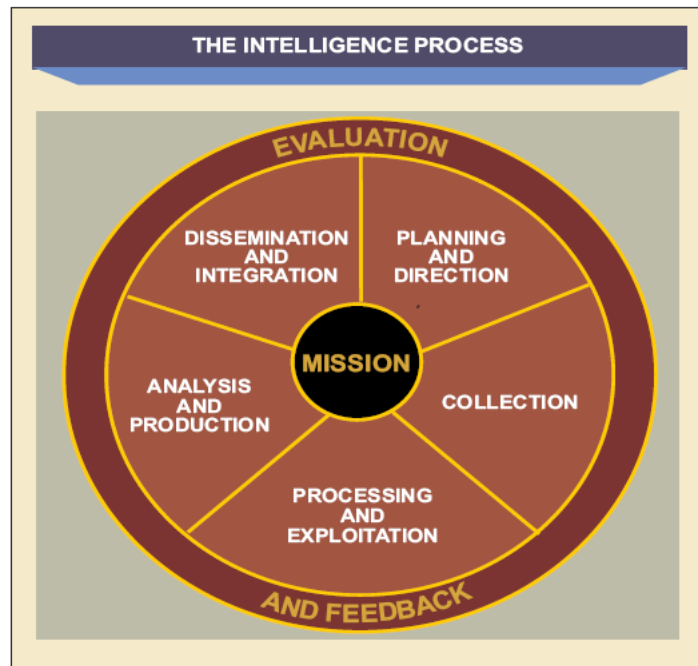 THE INTELLIGENCE PROCESS
EVALUATION
DISSEMINATION
AND
INTEGRATION
PLANNING
AND
DIRECTION
MISSION
ANALYSIS
AND
PRODUCTION
COLLECTION
PROCESSING
AND
EXPLOITATION
AND FEEDBACK